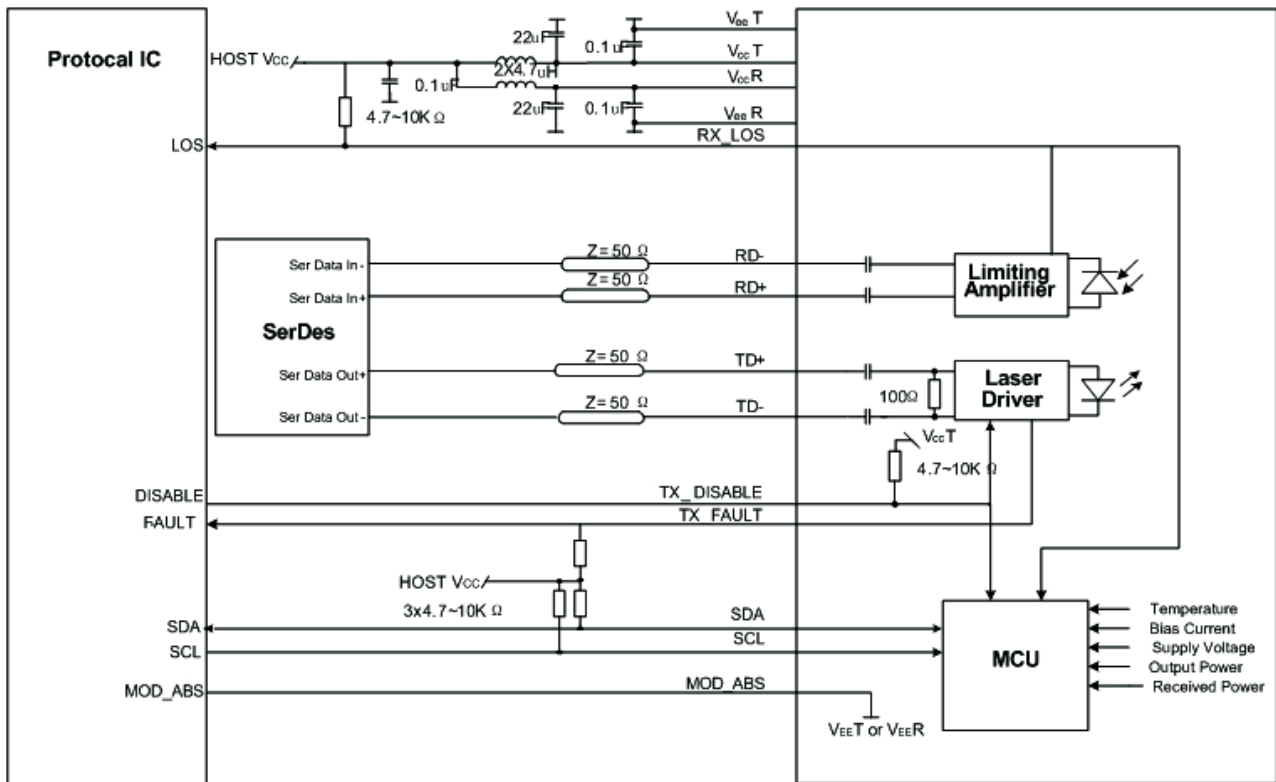 Protocal IC
HOST Vcc
22uF
0.1uF
VeeT
VccT
2X4.7uH
0.1uF
VccR
22uF
0.1uF
VeeR
4.7~10K Ω
LOS
RX_LOS
Ser Data In -
Z = 50 Ω
RD-
Ser Data In+
Z = 50 Ω
RD+
Limiting
Amplifier
SerDes
Ser Data Out+
Z = 50 Ω
TD+
Ser Data Out -
Z = 50 Ω
TD-
100Ω
Laser
Driver
VccT
4.7~10K Ω
DISABLE
TX_DISABLE
FAULT
TX_FAULT
HOST Vcc
3x4.7~10K Ω
SDA
SDA
SCL
SCL
MCU
Temperature
Bias Current
Supply Voltage
Output Power
Received Power
MOD_ABS
MOD_ABS
VEET or VEER